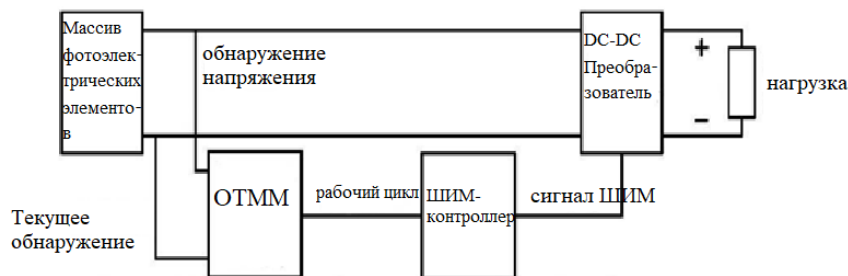 Массив
фотоэлек-
трических
элементо-
в
обнаружение
напряжения
DC-DC
Преобра-
зователь
+
–
нагрузка
ОТММ
рабочий цикл
ШИМ-
контроллер
сигнал ШИМ
Текущее
обнаружение